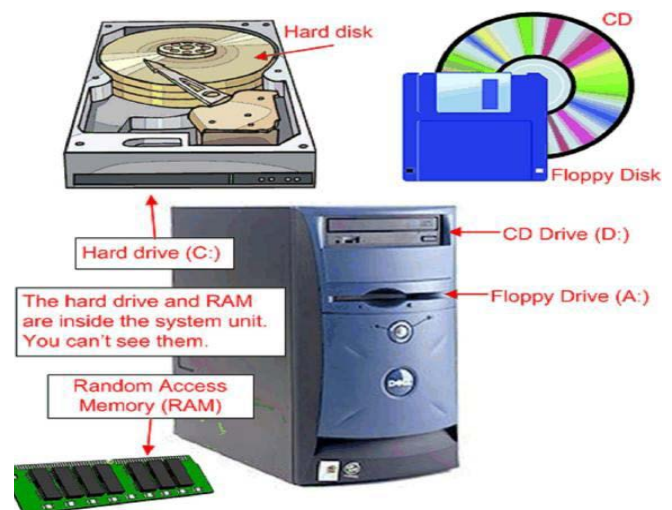 Hard disk
CD
Floppy Disk
Hard drive (C:)
CD Drive (D:)
The hard drive and RAM
are inside the system unit.
You can't see them.
Floppy Drive (A:)
Random Access
Memory (RAM)
DELL